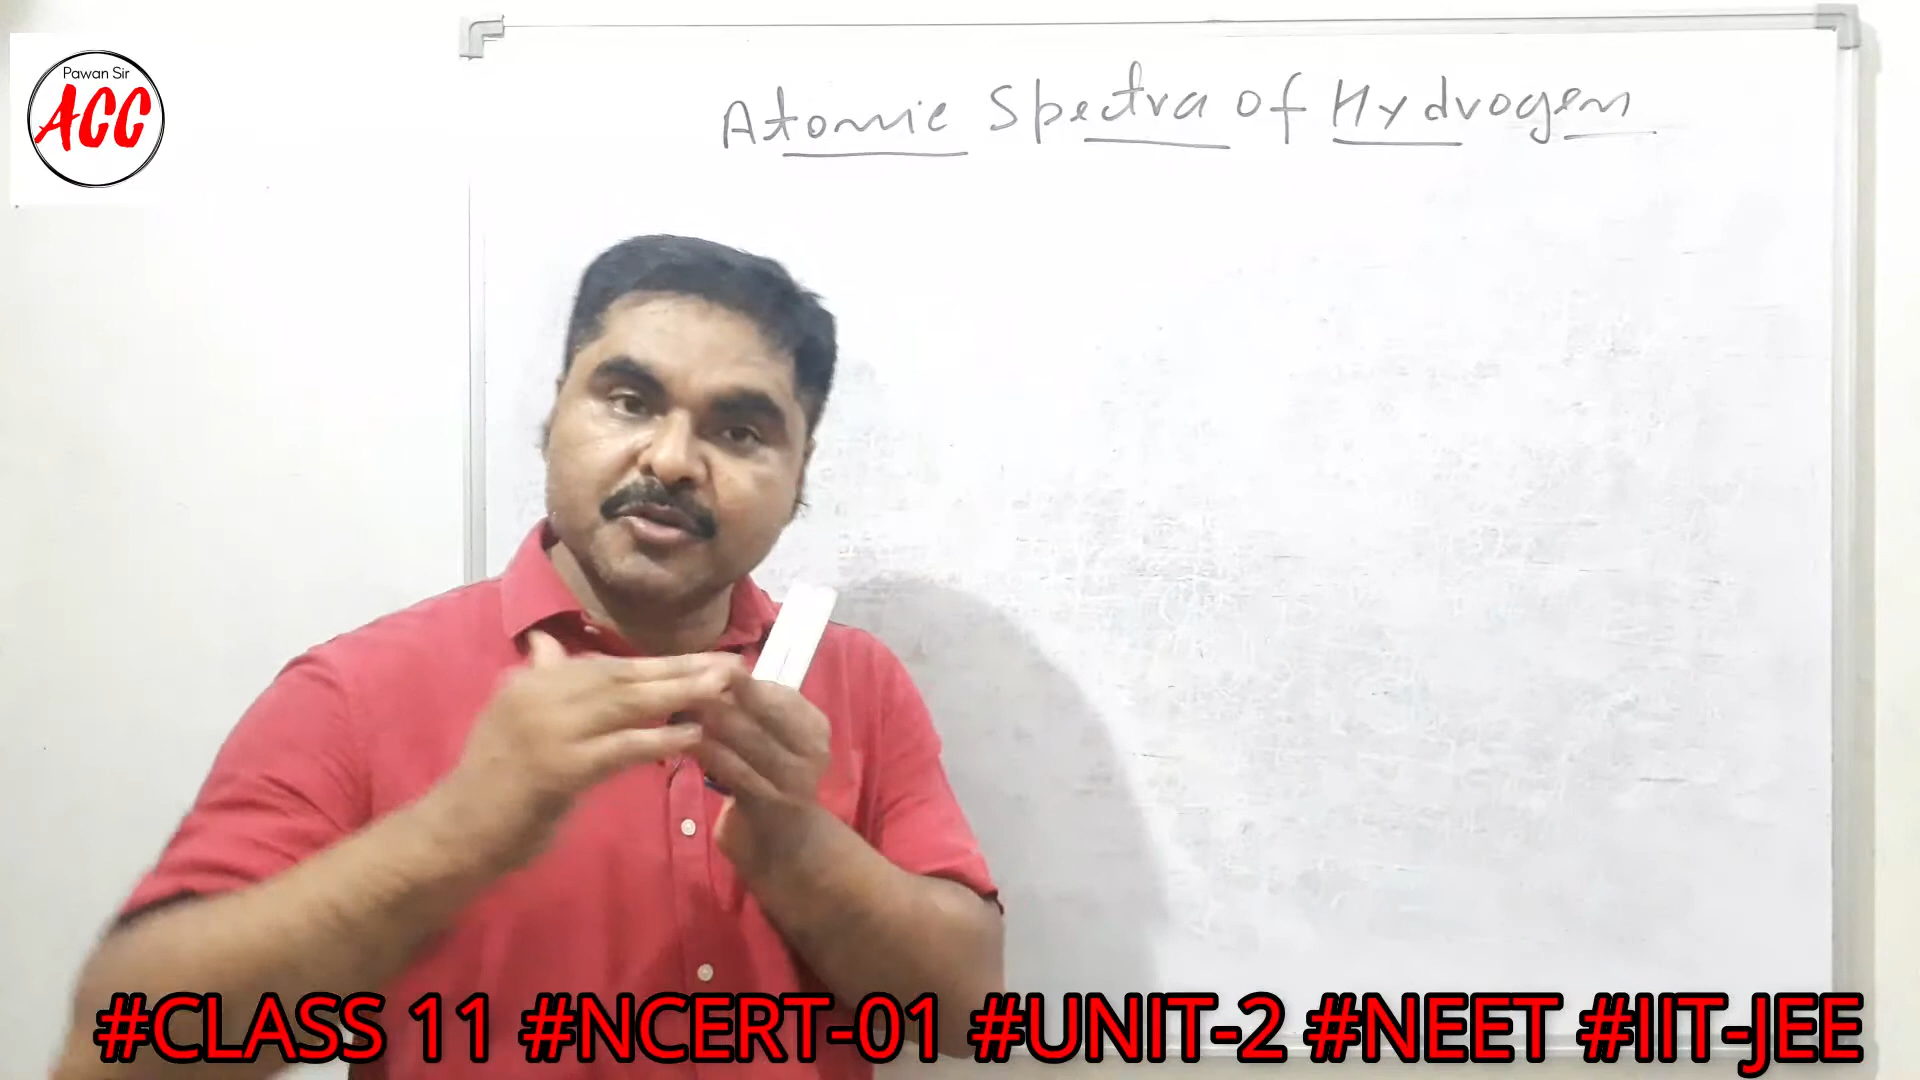 Pawan Sir
ACC
Atomic Spectra of Hydrogen
#CLASS 11 #NCERT-01 #UNIT-2 #NEET #IIT-JEE